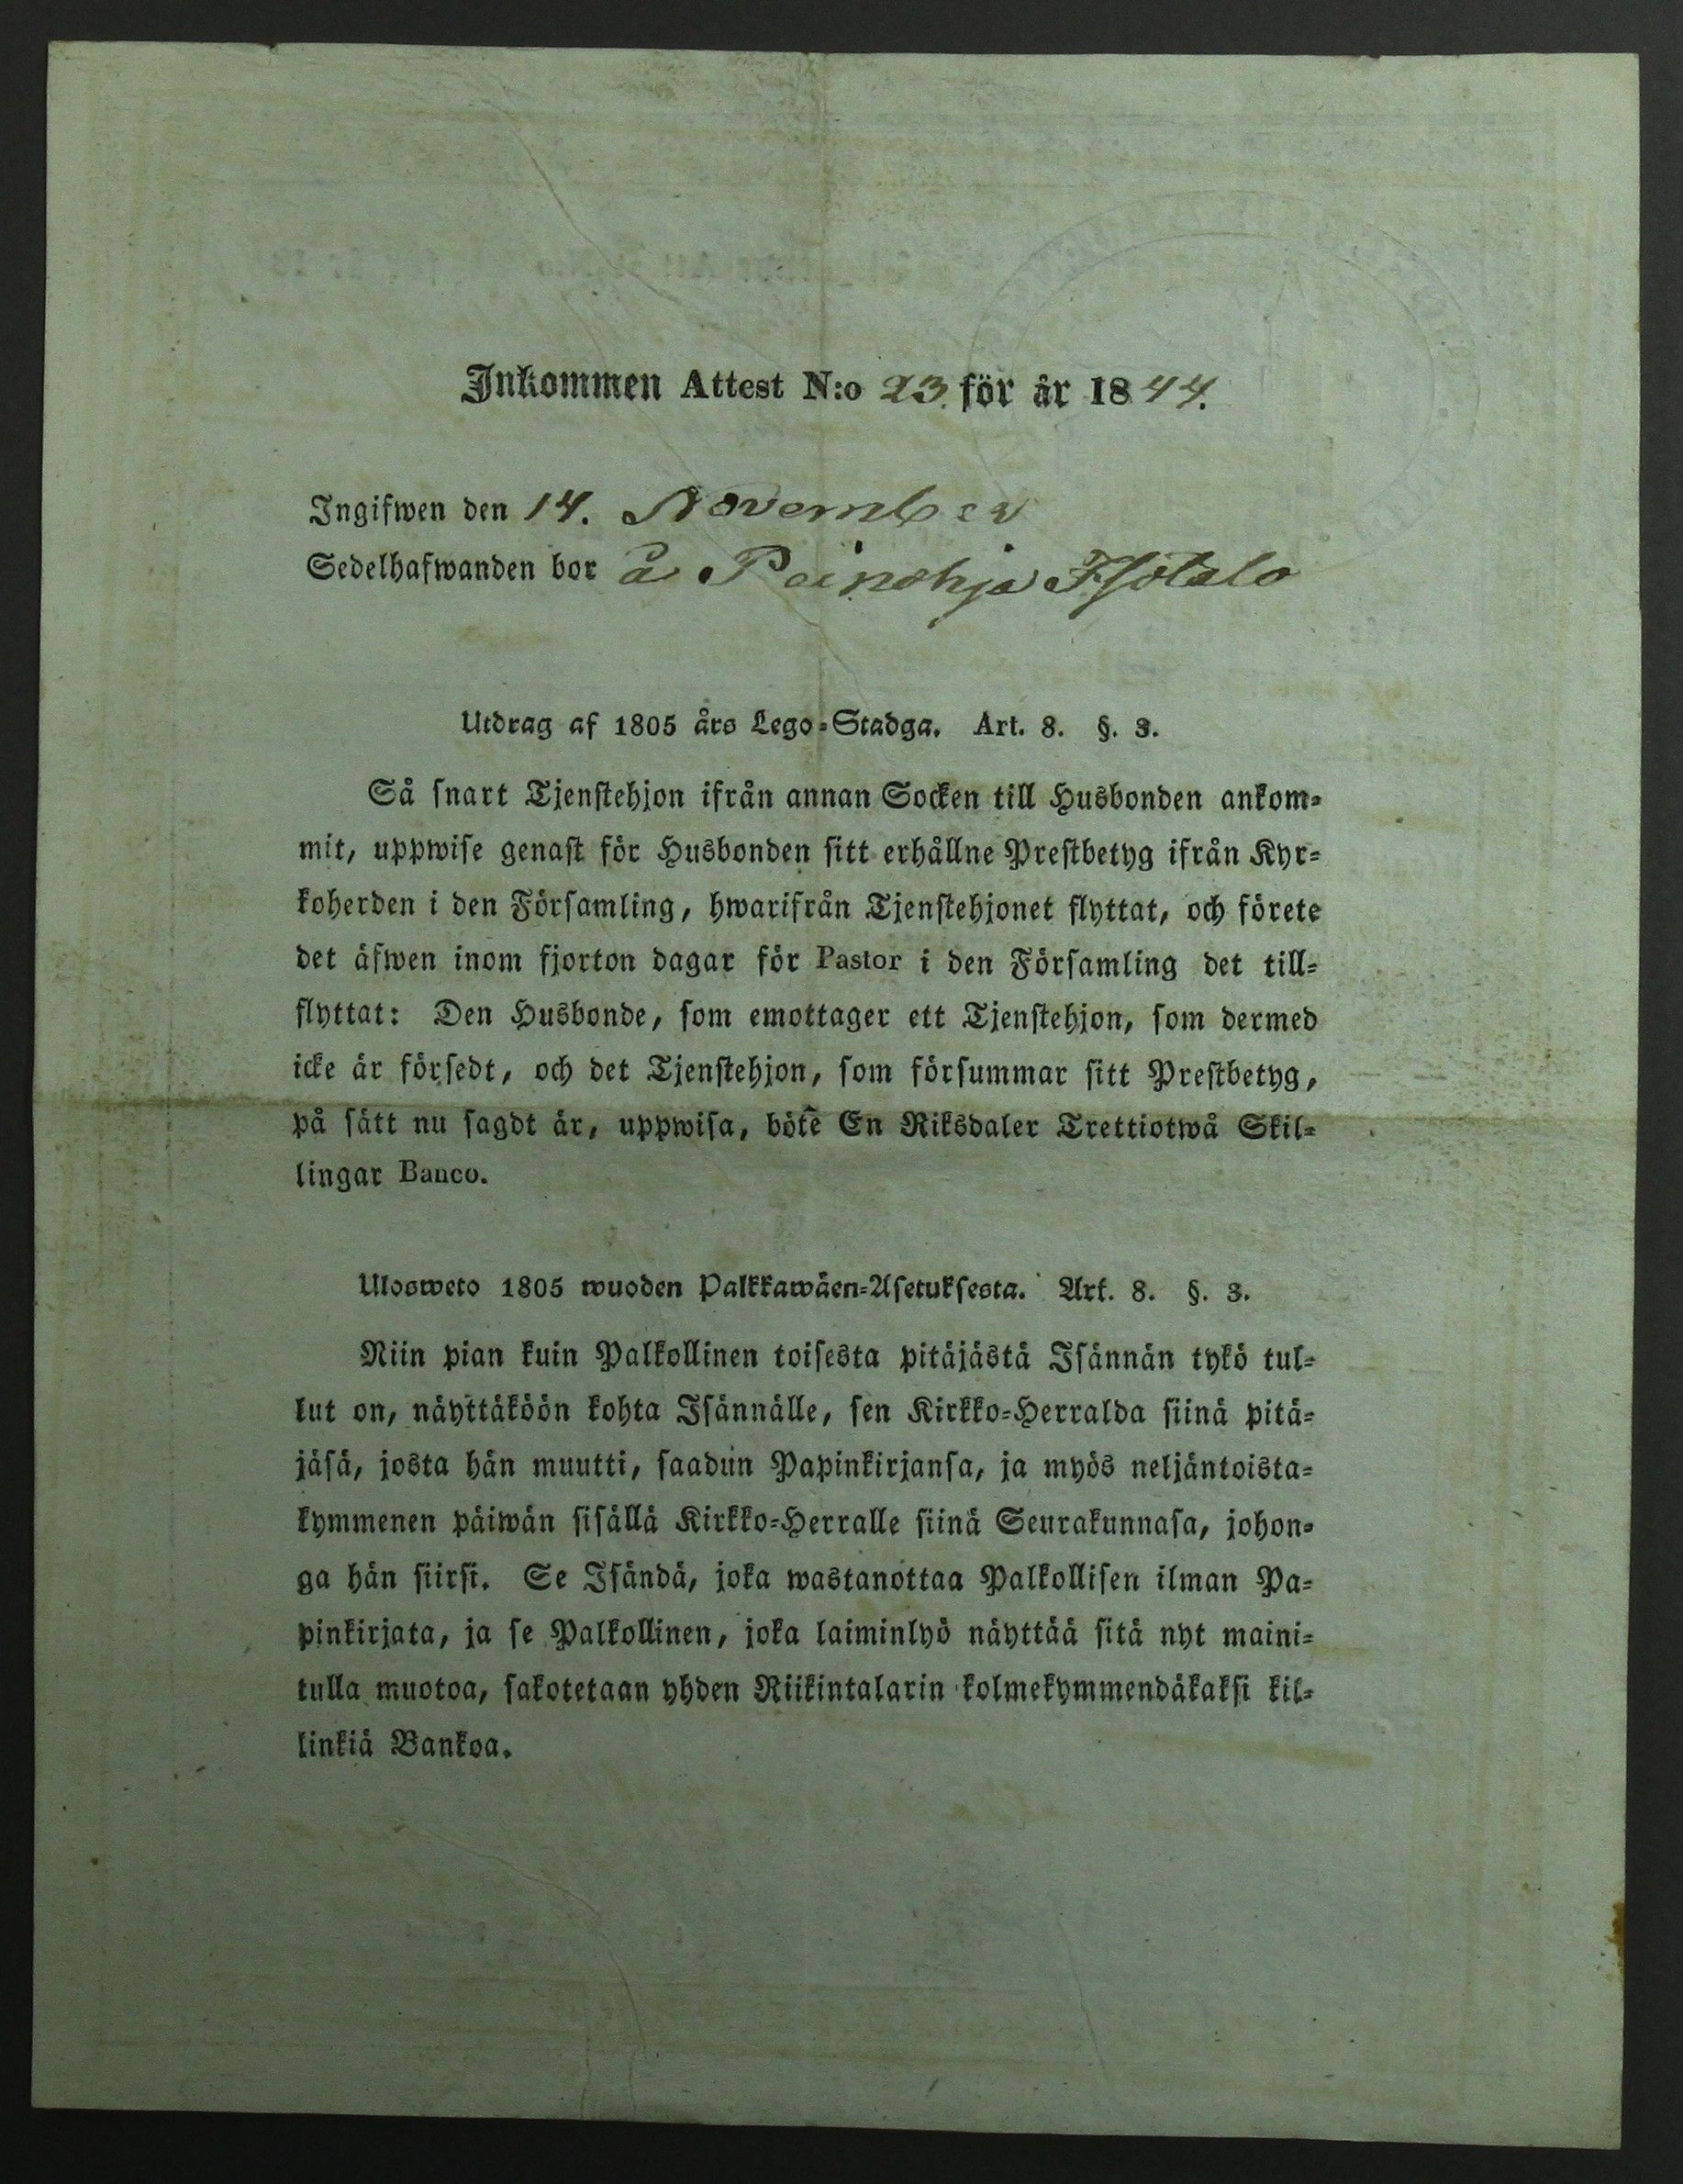 Inkommen Attest N:o 23. för år 1844.
Ingifwen den 14. November
Sedelhafwanden bor å
Utdrag af 1805 års Lego-Stadga. Art. 8. §. 3.
Så snart Tjenstehjon ifrån annan Socken till Husbonden ankom-
mit, uppwise genast för Husbonden sitt erhållne Prestbetyg ifrån Kyr-
koherden i den Församling, hwarifrån Tjenstehjonet flyttat, och förete
det äfwen inom fjorton dagar för Pastor i den Församling det till-
flyttat: Den Husbonde, som emottager ett Tjenstehjon, som dermed
icke är försedt, och det Tjenstehjon, som försummar sitt Prestbetyg,
på sätt nu sagdt är, uppwisa, böte En Riksdaler Trettiotwå Skil-
lingar Banco.
Ulosweto 1805 wuoden Palkkawäen-Asetuksesta. Art. 8. §. 3.
Niin pian kuin Palkollinen toisesta pitäjästä Isännän tykö tul-
lut on, näyttäköön kohta Isännälle, sen Kirkko-Herralda siinä pitä-
jäsä, josta hän muutti, saadun Papinkirjansa, ja myös neljäntoista-
kymmenen päiwän sisällä Kirkko-Herralle siinä Seurakunnasa, johon-
ga hän siirsi. Se Isändä, joka wastanottaa Palkollisen ilman Pa-
pinkirjata, ja se Palkollinen, joka laiminlyö näyttää sitä nyt maini-
tulla muotoa, sakotetaan yhden Riikintalarin kolmekymmendäkaksi kil-
linkiä Bankoa.